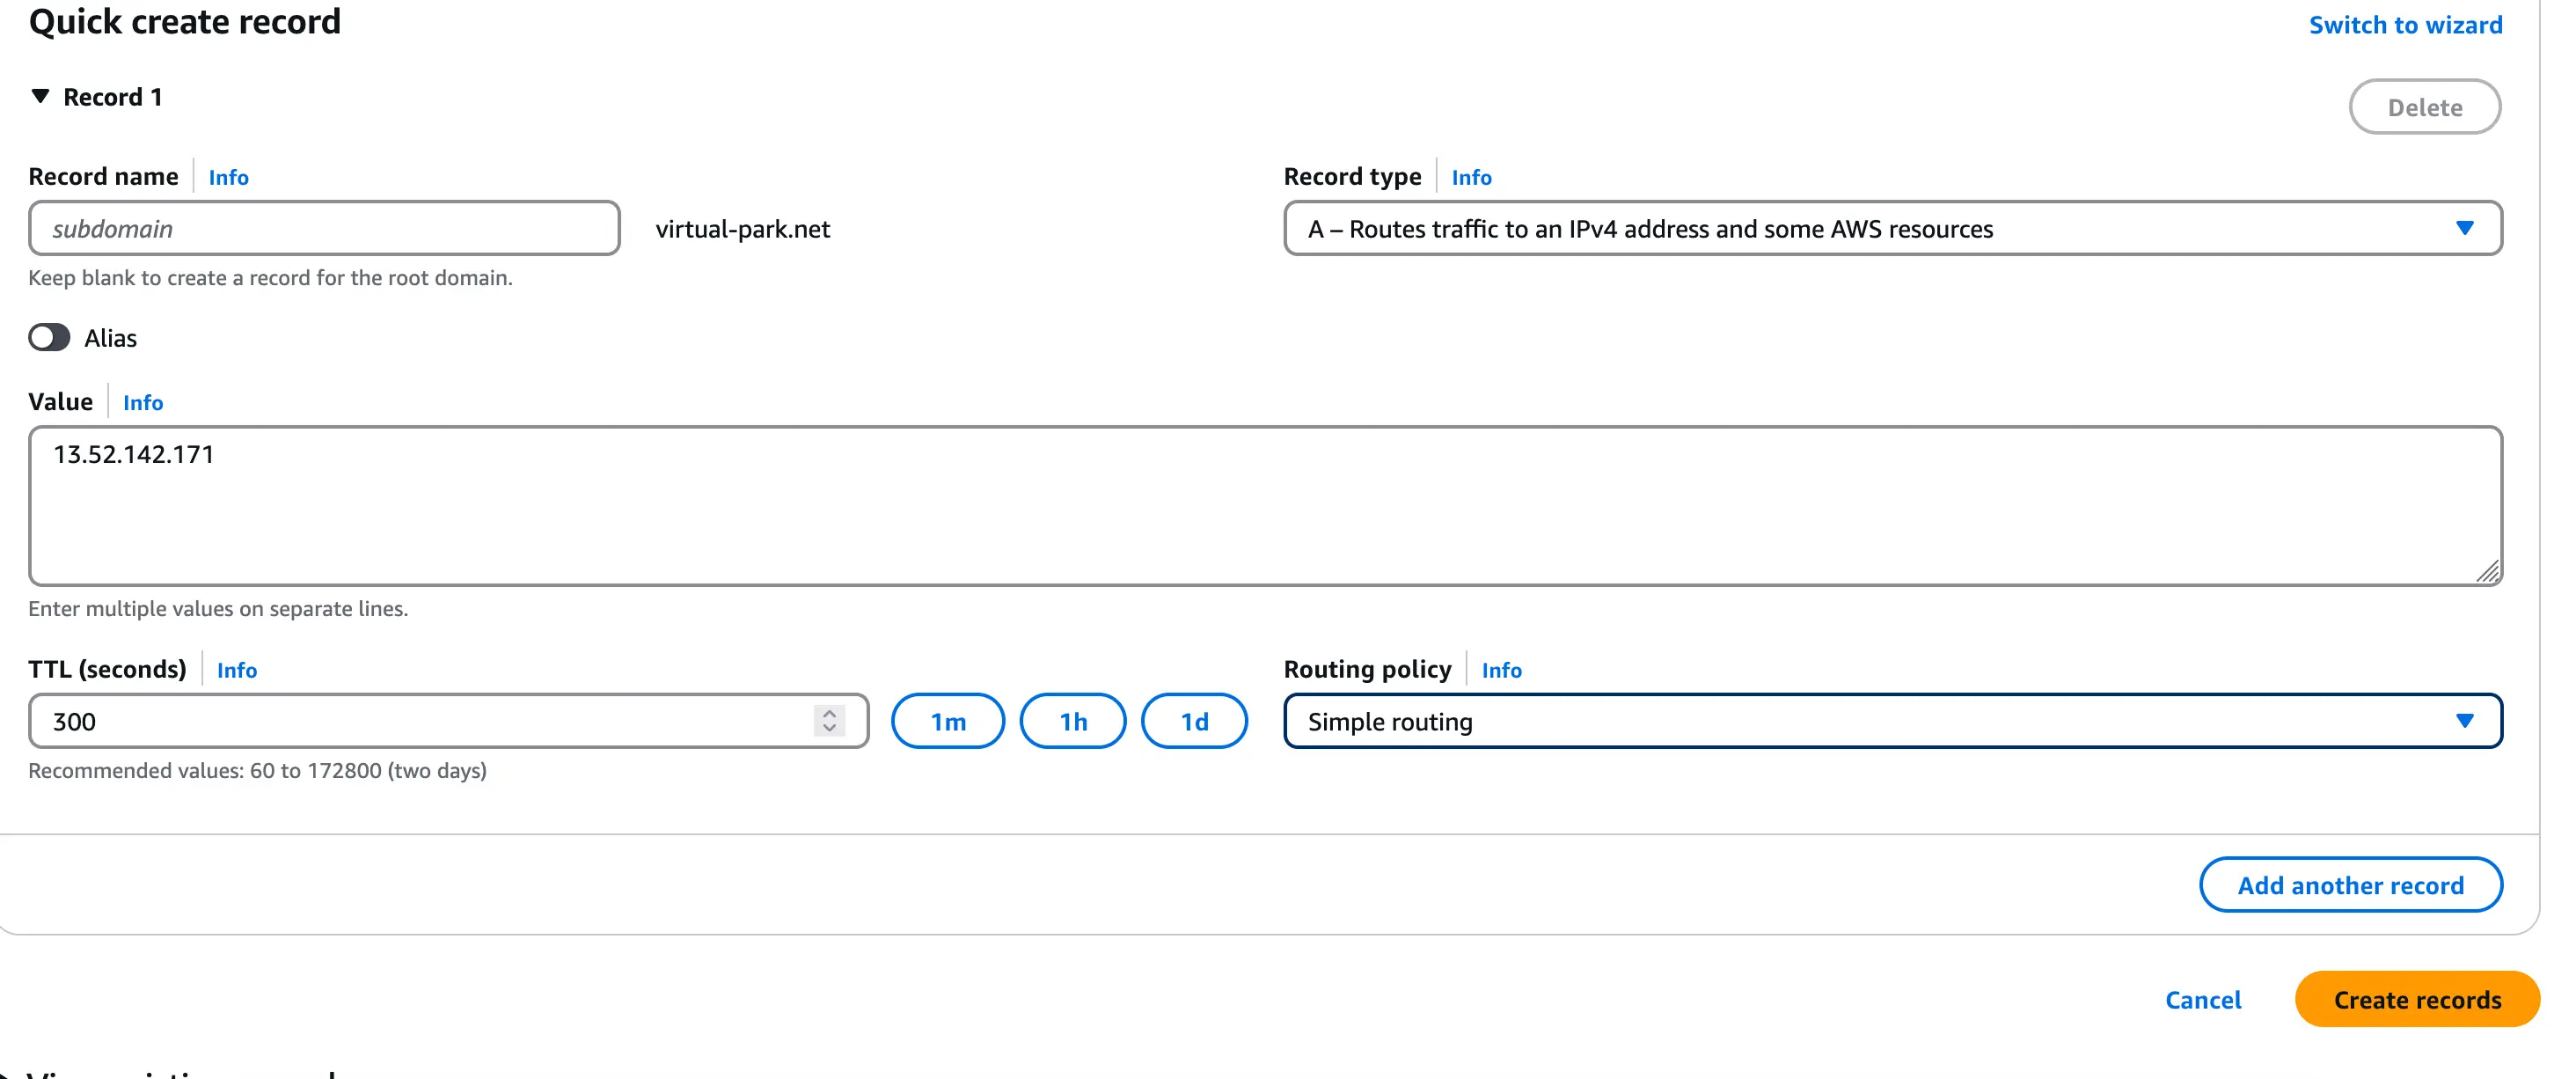 Quick create record
Switch to wizard
Record 1
Delete
Record name Info
Record type Info
subdomain
virtual-park.net
A – Routes traffic to an IPv4 address and some AWS resources
Keep blank to create a record for the root domain.
Alias
Value Info
13.52.142.171
Enter multiple values on separate lines.
TTL (seconds) Info
Routing policy Info
300
1m
1h
1d
Simple routing
Recommended values: 60 to 172800 (two days)
Add another record
Cancel
Create records